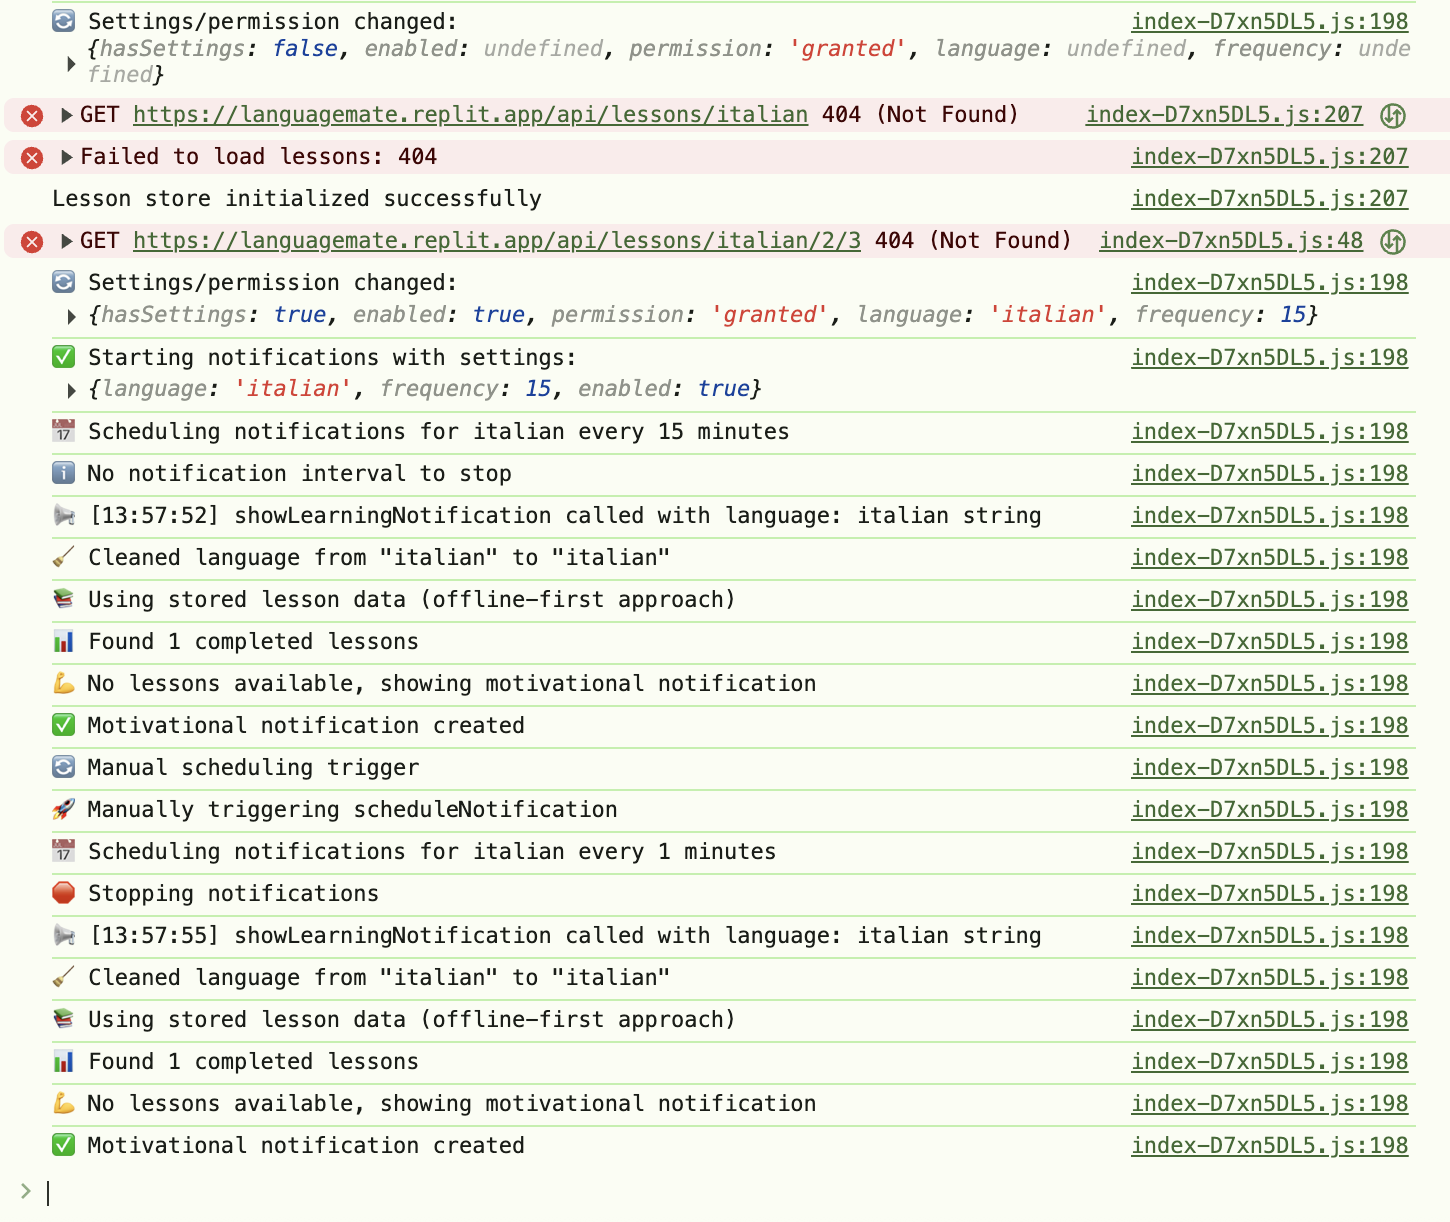 🔄 Settings/permission changed: index-D7xn5DL5.js:198
{hasSettings: false, enabled: undefined, permission: 'granted', language: undefined, frequency: unde
fined}
GET https://languagemate.replit.app/api/lessons/italian 404 (Not Found) index-D7xn5DL5.js:207
Failed to load lessons: 404 index-D7xn5DL5.js:207
Lesson store initialized successfully index-D7xn5DL5.js:207
GET https://languagemate.replit.app/api/lessons/italian/2/3 404 (Not Found) index-D7xn5DL5.js:48
🔄 Settings/permission changed: index-D7xn5DL5.js:198
{hasSettings: true, enabled: true, permission: 'granted', language: 'italian', frequency: 15}
✅ Starting notifications with settings: index-D7xn5DL5.js:198
{language: 'italian', frequency: 15, enabled: true}
📅 Scheduling notifications for italian every 15 minutes index-D7xn5DL5.js:198
ℹ️ No notification interval to stop index-D7xn5DL5.js:198
📢 [13:57:52] showLearningNotification called with language: italian string index-D7xn5DL5.js:198
🧹 Cleaned language from "italian" to "italian" index-D7xn5DL5.js:198
📚 Using stored lesson data (offline-first approach) index-D7xn5DL5.js:198
📊 Found 1 completed lessons index-D7xn5DL5.js:198
💪 No lessons available, showing motivational notification index-D7xn5DL5.js:198
✅ Motivational notification created index-D7xn5DL5.js:198
🔄 Manual scheduling trigger index-D7xn5DL5.js:198
🚀 Manually triggering scheduleNotification index-D7xn5DL5.js:198
📅 Scheduling notifications for italian every 1 minutes index-D7xn5DL5.js:198
🛑 Stopping notifications index-D7xn5DL5.js:198
📢 [13:57:55] showLearningNotification called with language: italian string index-D7xn5DL5.js:198
🧹 Cleaned language from "italian" to "italian" index-D7xn5DL5.js:198
📚 Using stored lesson data (offline-first approach) index-D7xn5DL5.js:198
📊 Found 1 completed lessons index-D7xn5DL5.js:198
💪 No lessons available, showing motivational notification index-D7xn5DL5.js:198
✅ Motivational notification created index-D7xn5DL5.js:198